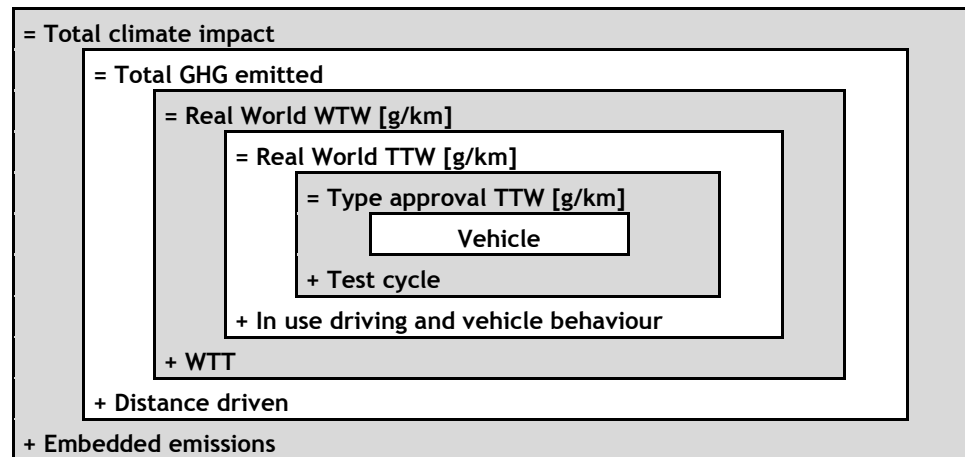 = Total climate impact
= Total GHG emitted
= Real World WTW [g/km]
= Real World TTW [g/km]
= Type approval TTW [g/km]
Vehicle
+ Test cycle
+ In use driving and vehicle behaviour
+ WTT
+ Distance driven
+ Embedded emissions